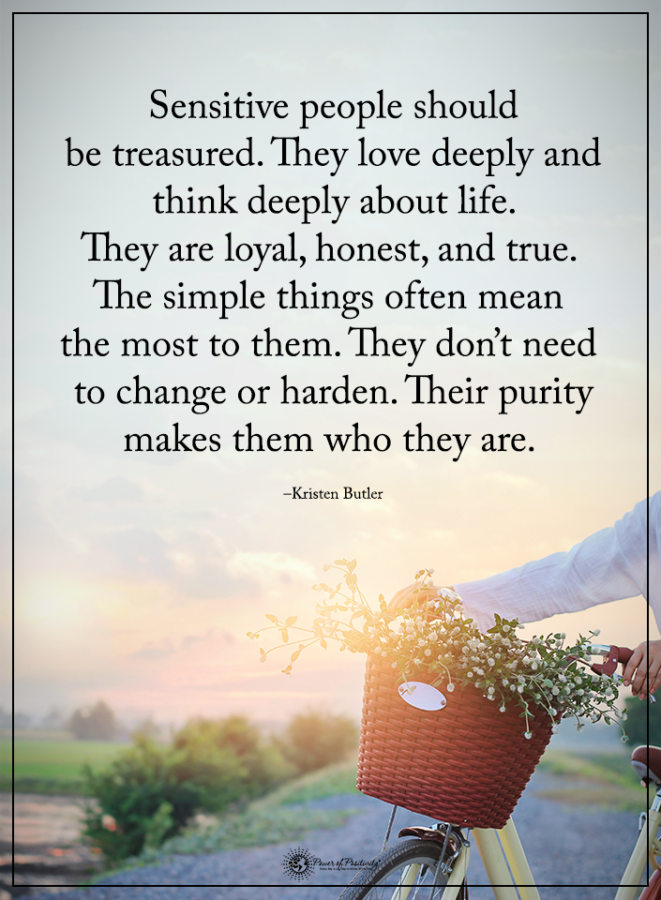 Sensitive people should
be treasured. They love deeply and
think deeply about life.
They are loyal, honest, and true.
The simple things often mean
the most to them. They don't need
to change or harden. Their purity
makes them who they are.
–Kristen Butler
Power of Positivity